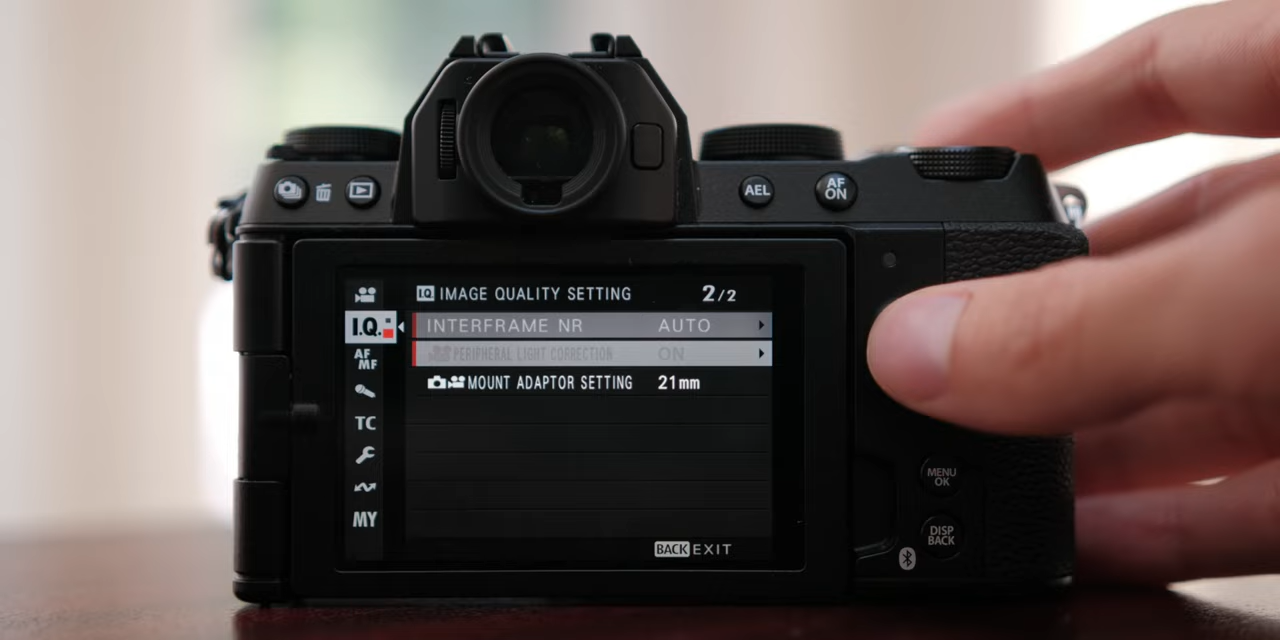 AEL
AF
ON
IMAGE QUALITY SETTING 2/2
I.Q.
INTERFRAME NR AUTO
PERIPHERAL LIGHT CORRECTION ON
AF
MF
MOUNT ADAPTOR SETTING 21mm
TC
MY
BACK EXIT
MENU
OK
DISP
BACK